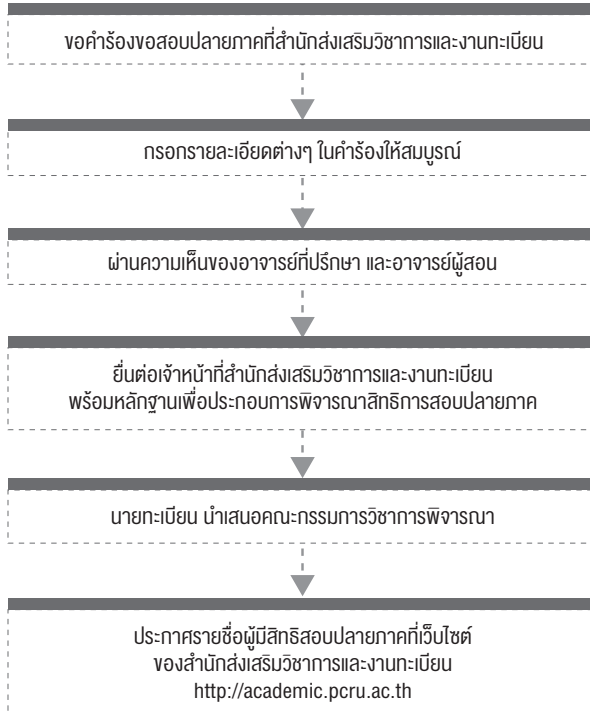 ขอคำร้องขอสอบปลายภาคที่สำนักส่งเสริมวิชาการและงานทะเบียน
กรอกรายละเอียดต่างๆ ในคำร้องให้สมบูรณ์
ผ่านความเห็นของอาจารย์ที่ปรึกษา และอาจารย์ผู้สอน
ยื่นต่อเจ้าหน้าที่สำนักส่งเสริมวิชาการและงานทะเบียน
พร้อมหลักฐานเพื่อประกอบการพิจารณาสิทธิการสอบปลายภาค
นายทะเบียน นำเสนอคณะกรรมการวิชาการพิจารณา
ประกาศรายชื่อผู้มีสิทธิสอบปลายภาคที่เว็บไซต์
ของสำนักส่งเสริมวิชาการและงานทะเบียน
http://academic.pcru.ac.th